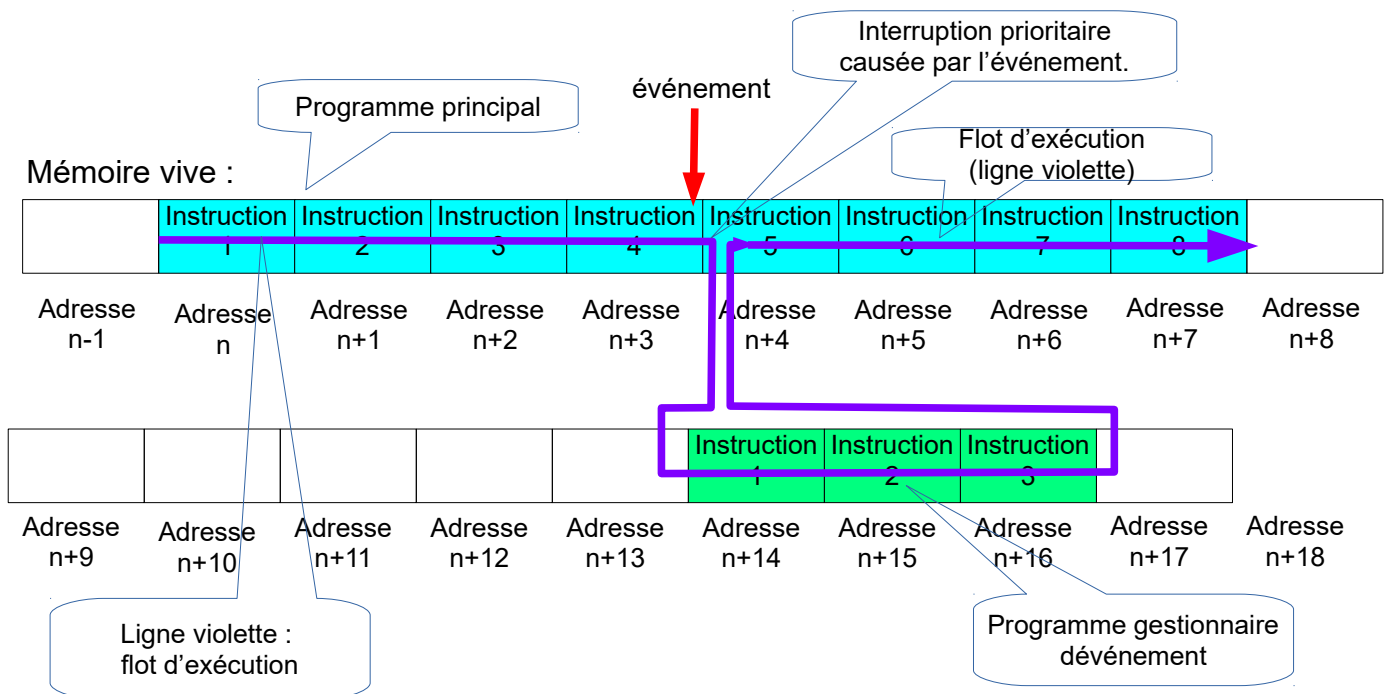 Interruption prioritaire
causée par l’événement.
événement
Programme principal
Flot d’exécution
(ligne violette)
Mémoire vive :
Instruction Instruction Instruction Instruction Instruction Instruction Instruction Instruction
1 2 3 4 5 6 7 8
Adresse Adresse Adresse Adresse Adresse Adresse Adresse Adresse Adresse Adresse
n-1 n n+1 n+2 n+3 n+4 n+5 n+6 n+7 n+8
Instruction Instruction Instruction
1 2 3
Adresse Adresse Adresse Adresse Adresse Adresse Adresse Adresse Adresse Adresse
n+9 n+10 n+11 n+12 n+13 n+14 n+15 n+16 n+17 n+18
Ligne violette :
flot d’exécution
Programme gestionnaire
dévénement